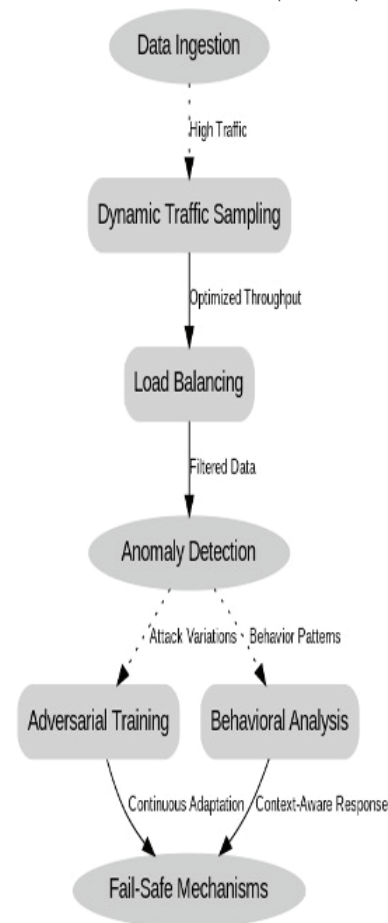 Data Ingestion
High Traffic
Dynamic Traffic Sampling
Optimized Throughput
Load Balancing
Filtered Data
Anomaly Detection
Attack Variations
Behavior Patterns
Adversarial Training
Behavioral Analysis
Continuous Adaptation
Context-Aware Response
Fail-Safe Mechanisms